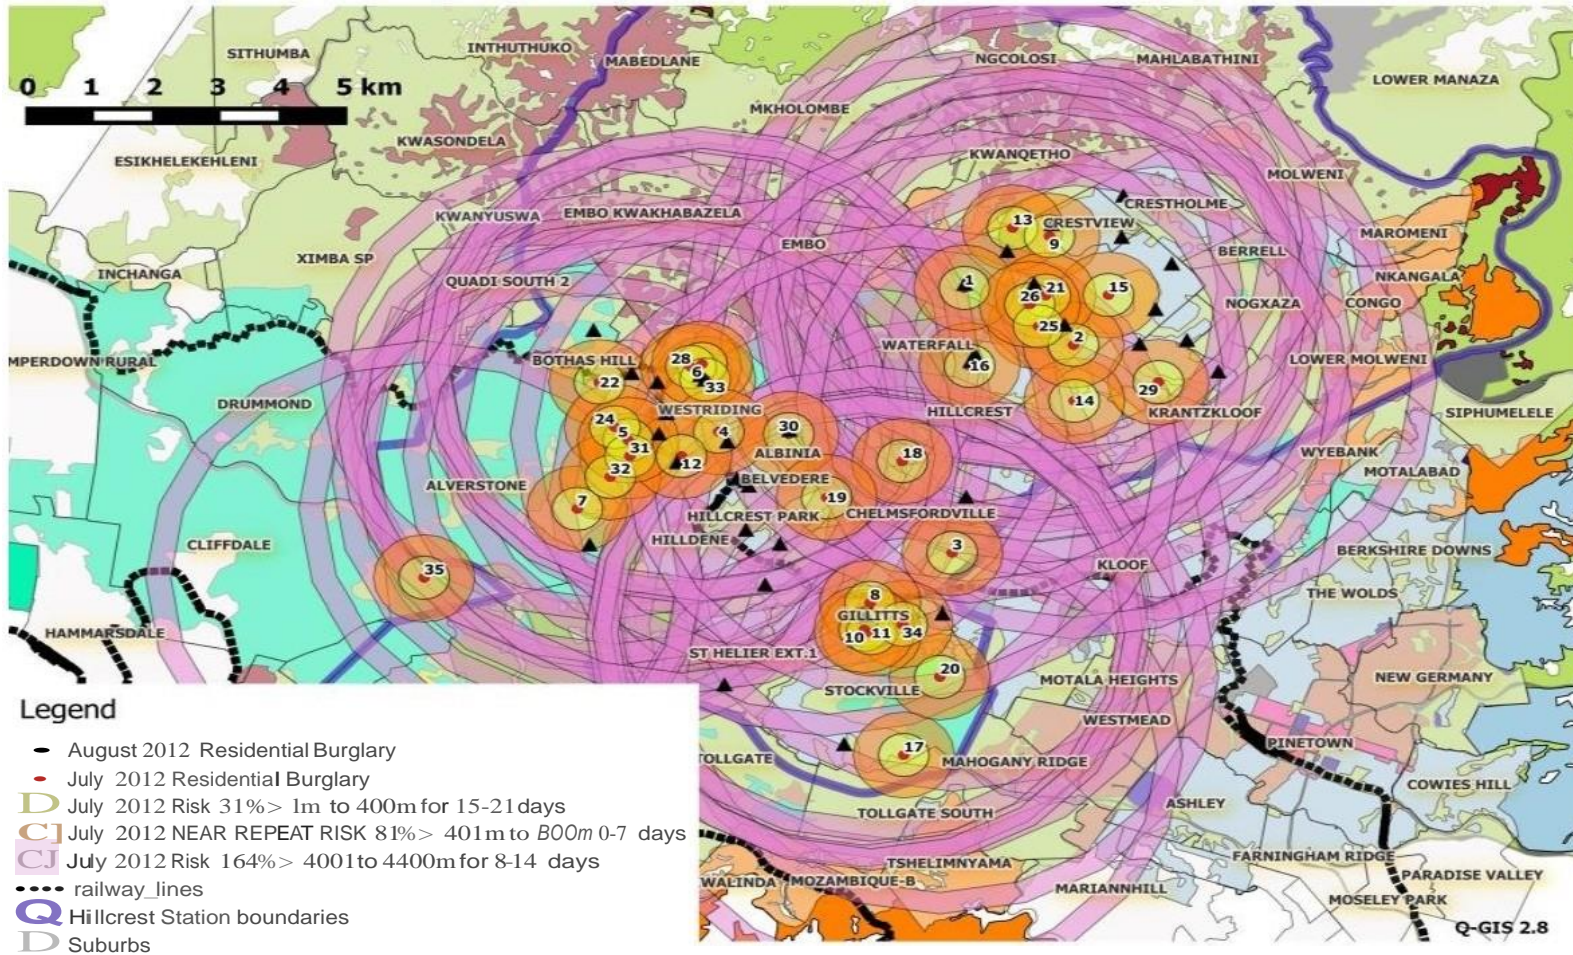 SITHUMBA
INTHUTHUKO
MABEDLANE
NGCOLOSI
MAHLABATHINI
LOWER MANAZA
0 1 2 3 4 5 km
MKHOLOMBE
KWASONDELA
ESIKHELEKEHLENI
KWANQETHO
MOLWENI
KWANYUSWA
EMBO KWAKHABAZELA
CRESTHOLME
13
CRESTVIEW
MAROMENI
EMBO
9
BERRELL
XIMBA SP
INCHANGA
QUADI SOUTH 2
NKANGALA
1
26
21
15
NOGXAZA
CONGO
25
2
WATERFALL
MPERDOWN RURAL
BOTHAS HILL
28
6
33
22
16
LOWER MOLWENI
29
14
DRUMMOND
WESTRIDING
HILLCREST
KRANTZKLOOF
SIPHUMELELE
24
5
4
30
31
ALBINIA
18
WYEBANK
12
32
MOTALABAD
BELVEDERE
ALVERSTONE
7
19
HILLCREST PARK
CHELMSFORDVILLE
HILLDENE
CLIFFDALE
3
BERKSHIRE DOWNS
35
KLOOF
8
THE WOLDS
GILLITTS
10
11
34
HAMMARSDALE
ST HELIER EXT.1
20
STOCKVILLE
MOTALA HEIGHTS
NEW GERMANY
WESTMEAD
17
PINETOWN
TOLLGATE
MAHOGANY RIDGE
COWIES HILL
TOLLGATE SOUTH
ASHLEY
TSHELIMNYAMA
FARNINGHAM RIDGE
WALINDA
MOZAMBIQUE-B
MARIANNHILL
PARADISE VALLEY
MOSELEY PARK
Q-GIS 2.8
Legend
August 2012 Residential Burglary
July 2012 Residential Burglary
D July 2012 Risk 31%> 1m to 400m for 15-21 days
C] July 2012 NEAR REPEAT RISK 81%> 401m to BOOm 0-7 days
CJ July 2012 Risk 164%> 4001 to 4400m for 8-14 days
railway_lines
Q Hillcrest Station boundaries
D Suburbs